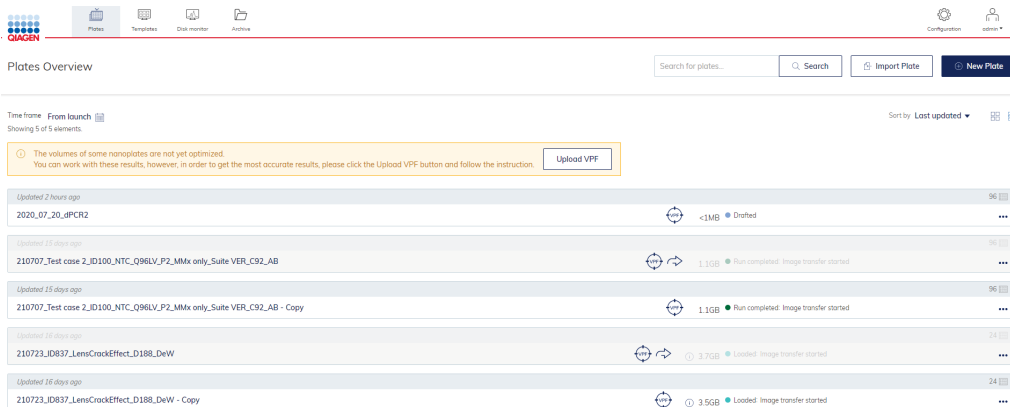 QIAGEN
Plates
Templates
Disk monitor
Archive
Configuration
admin
Plates Overview
Search for plates...
Search
Import Plate
New Plate
Time frame From launch
Sort by Last updated
Showing 5 of 5 elements.
The volumes of some nanoplates are not yet optimized.
You can work with these results, however, in order to get the most accurate results, please click the Upload VPF button and follow the instruction.
Upload VPF
Updated 2 hours ago 96
2020_07_20_dPCR2 VPF <1MB Drafted
Updated 15 days ago 96
210707_Test case 2_ID100_NTC_Q96LV_P2_MMx only_Suite VER_C92_AB VPF 1.1GB Run completed: Image transfer started
Updated 15 days ago 96
210707_Test case 2_ID100_NTC_Q96LV_P2_MMx only_Suite VER_C92_AB - Copy VPF 1.1GB Run completed: Image transfer started
Updated 16 days ago 24
210723_ID837_LensCrackEffect_D188_DeW VPF 3.7GB Loaded: Image transfer started
Updated 16 days ago 24
210723_ID837_LensCrackEffect_D188_DeW - Copy VPF 3.5GB Loaded: Image transfer started